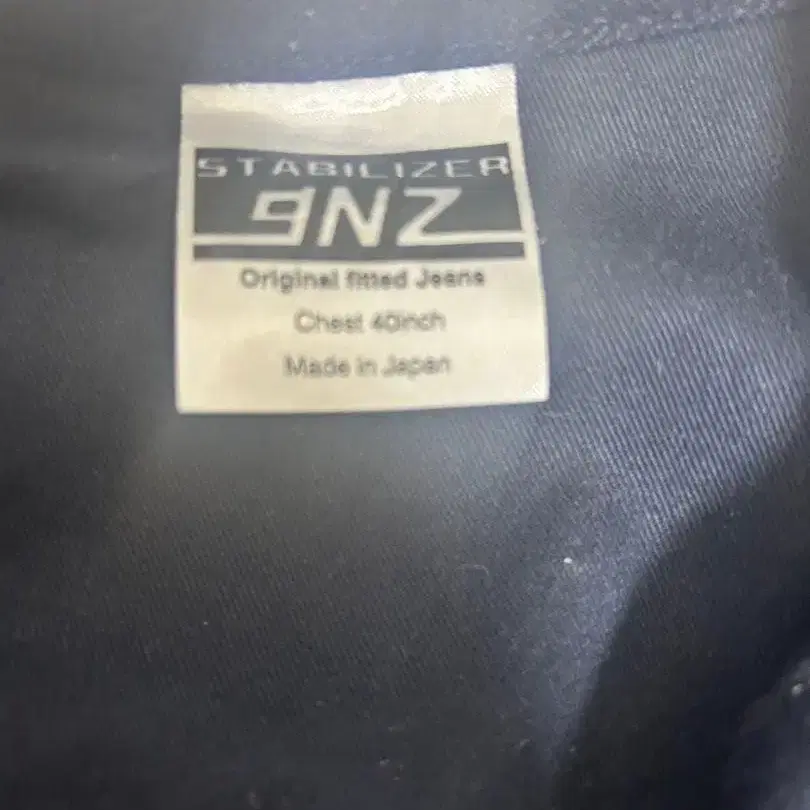 STABILIZER
gNZ
Original fitted Jeans
Chest 40inch
Made in Japan